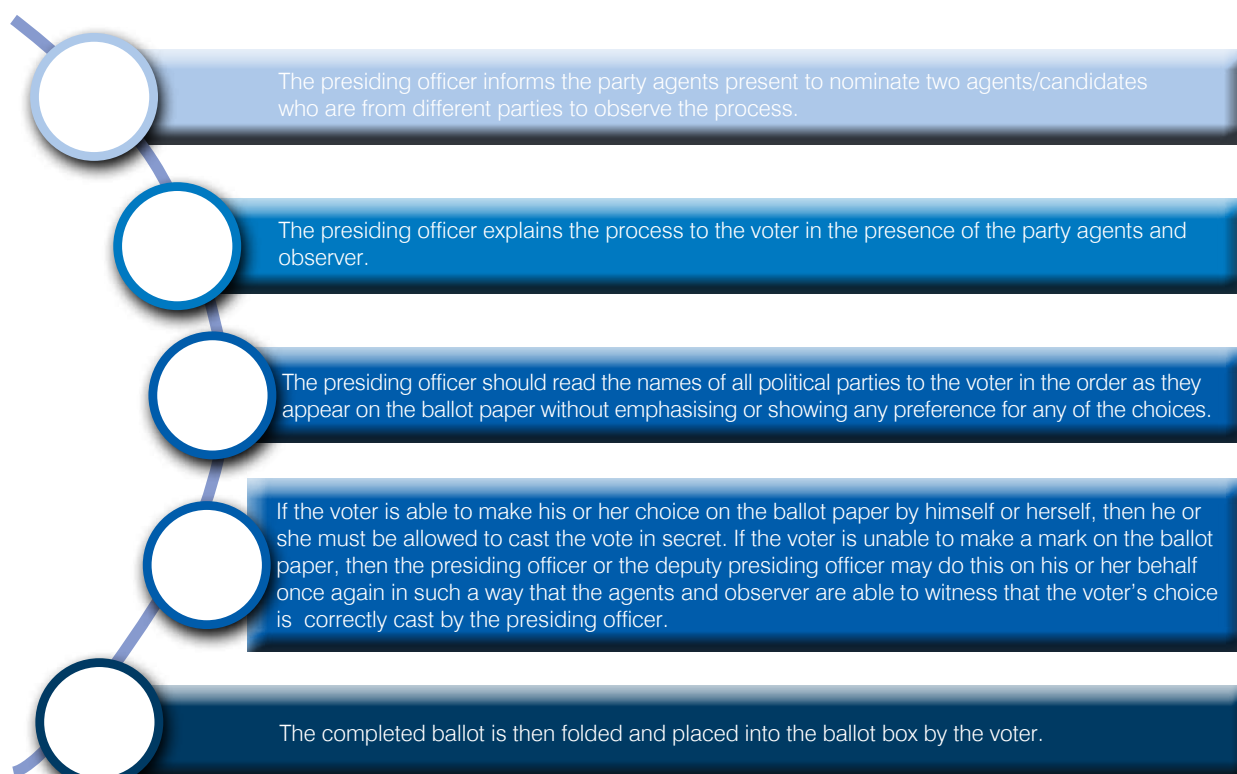 The presiding officer informs the party agents present to nominate two agents/candidates
who are from different parties to observe the process.
The presiding officer explains the process to the voter in the presence of the party agents and
observer.
The presiding officer should read the names of all political parties to the voter in the order as they
appear on the ballot paper without emphasising or showing any preference for any of the choices.
If the voter is able to make his or her choice on the ballot paper by himself or herself, then he or
she must be allowed to cast the vote in secret. If the voter is unable to make a mark on the ballot
paper, then the presiding officer or the deputy presiding officer may do this on his or her behalf
once again in such a way that the agents and observer are able to witness that the voter's choice
is correctly cast by the presiding officer.
The completed ballot is then folded and placed into the ballot box by the voter.